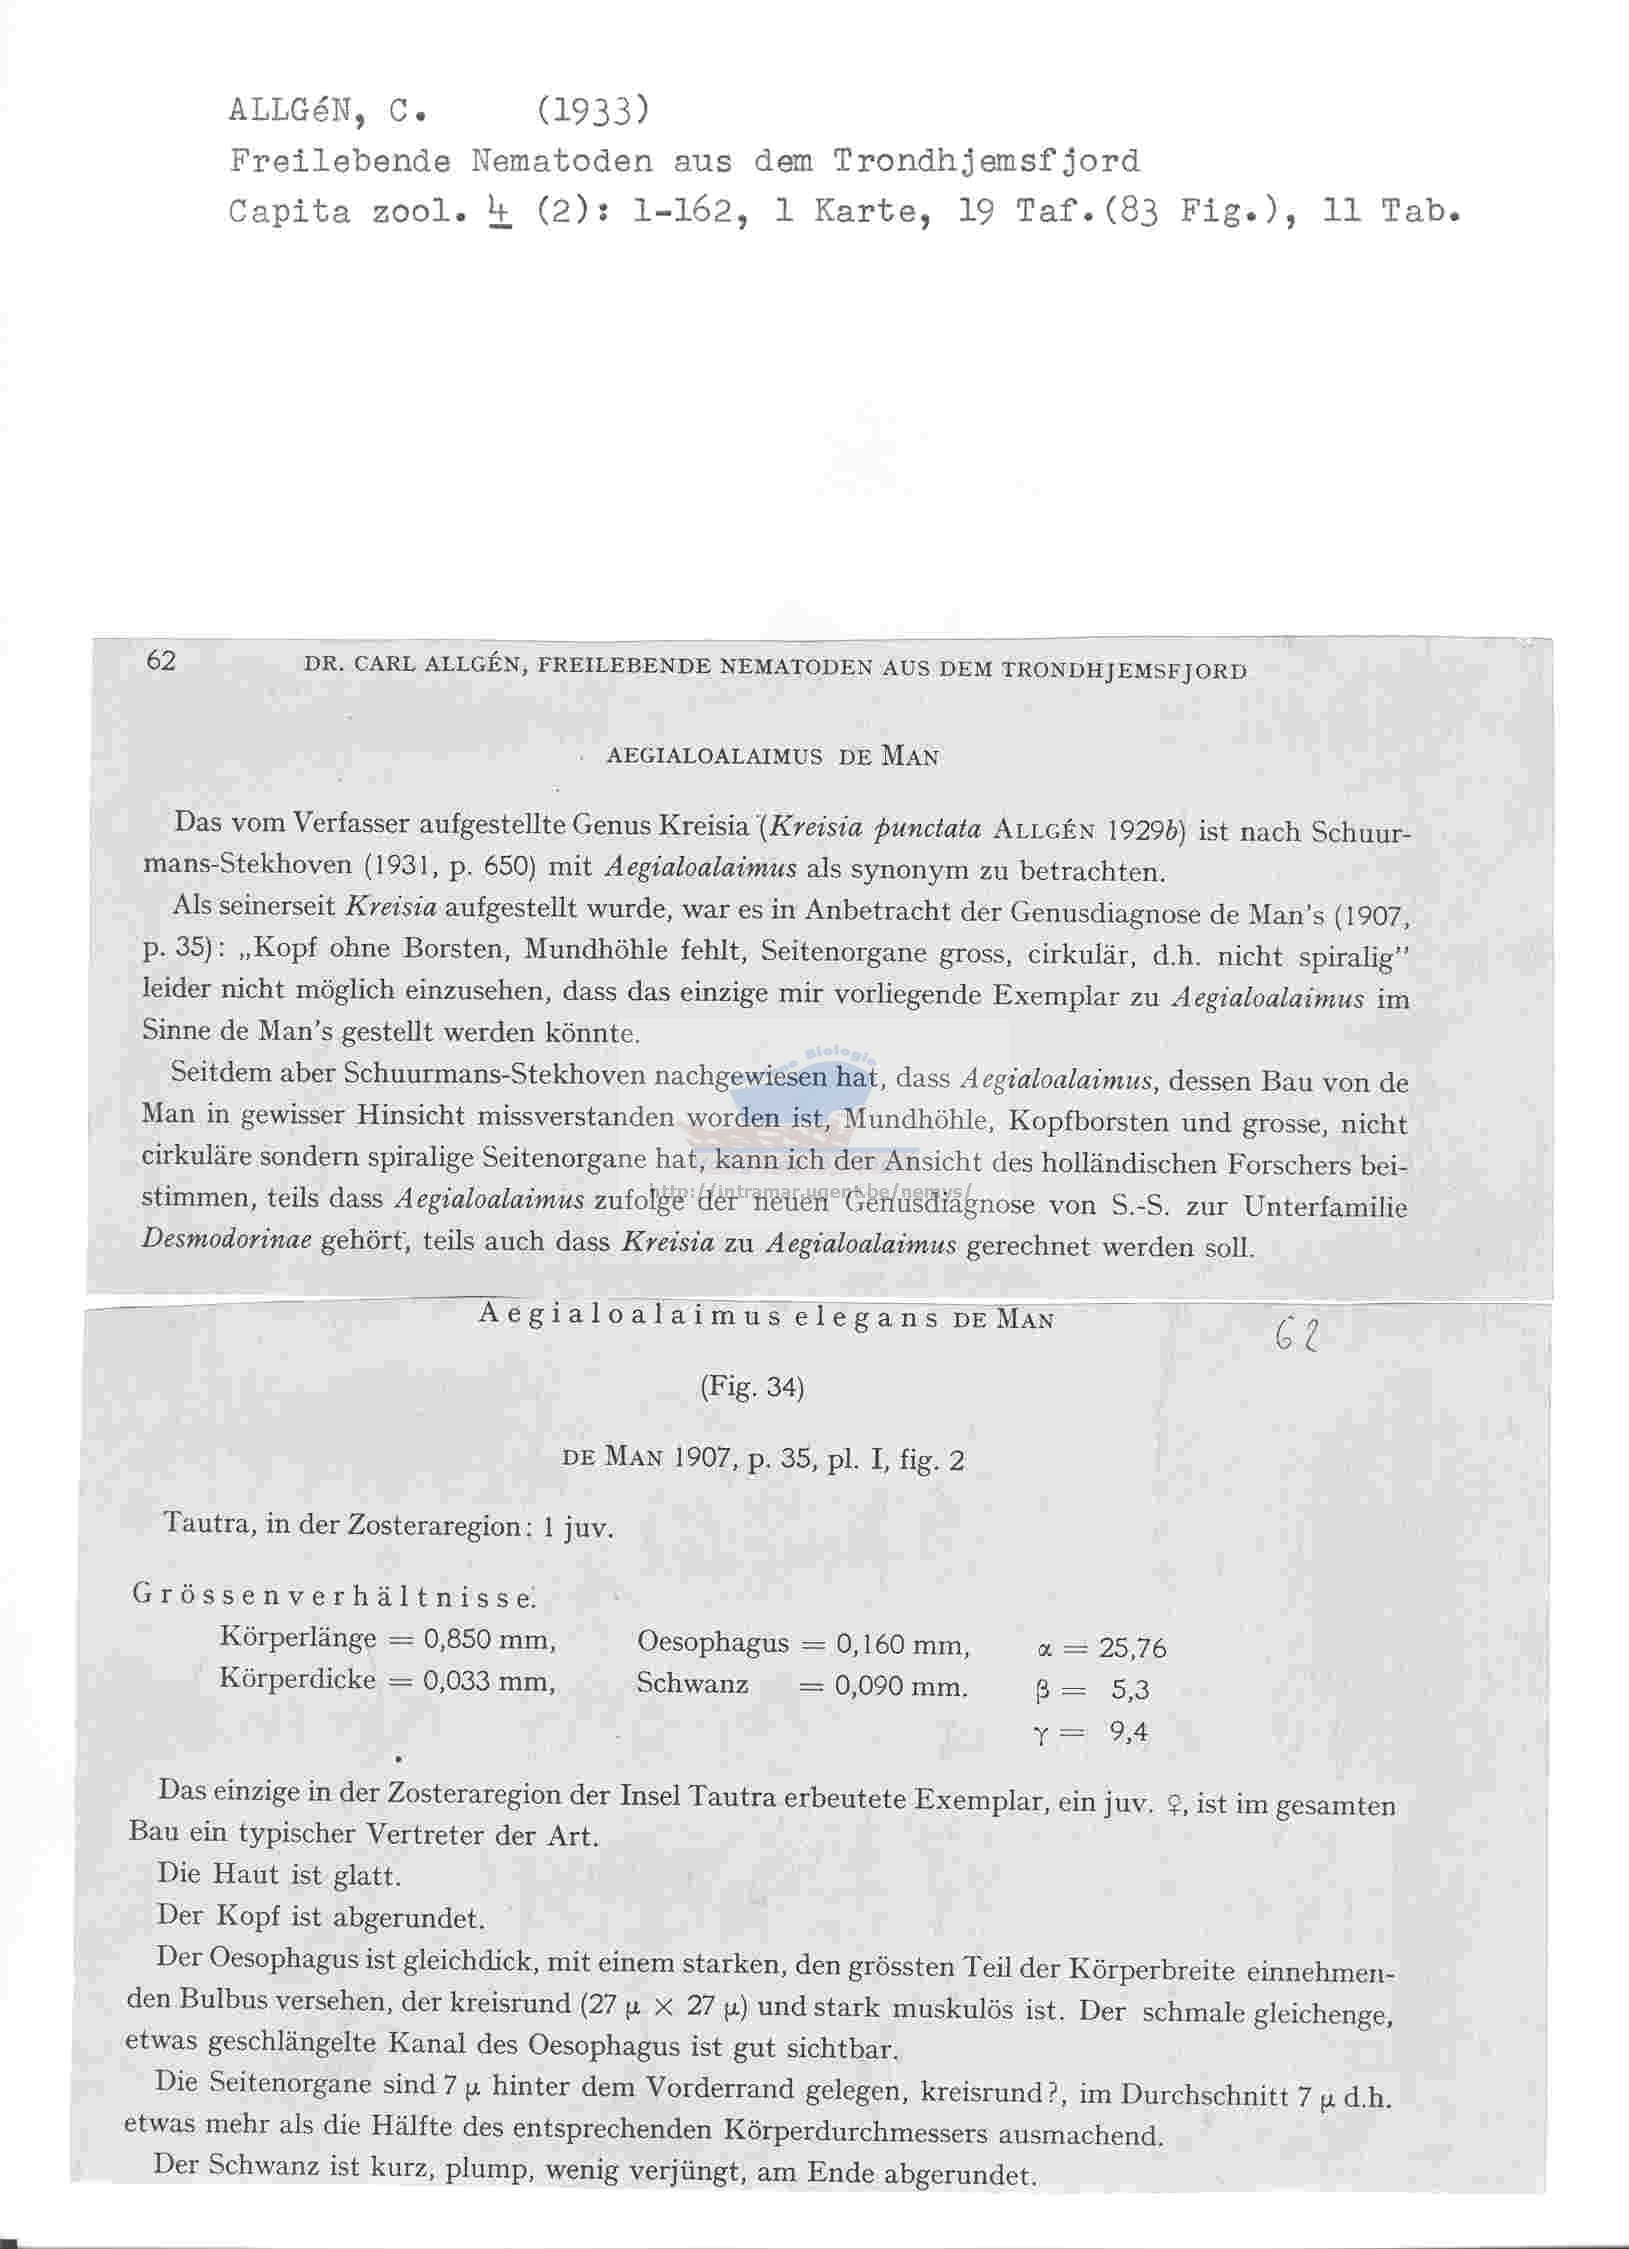 ALLGéN, C. (1933)
Freilebende Nematoden aus dem Trondhjemsfjord
Capita zool. 4 (2): 1-162, 1 Karte, 19 Taf.(83 Fig.), 11 Tab.
62 DR. CARL ALLGÉN, FREILEBENDE NEMATODEN AUS DEM TRONDHJEMSFJORD
AEGIALOALAIMUS DE MAN
Das vom Verfasser aufgestellte Genus Kreisia (Kreisia punctata ALLGÉN 1929b) ist nach Schuur-
mans-Stekhoven (1931, p. 650) mit Aegialoalaimus als synonym zu betrachten.
Als seinerseit Kreisia aufgestellt wurde, war es in Anbetracht der Genusdiagnose de Man's (1907,
p. 35): „Kopf ohne Borsten, Mundhöhle fehlt, Seitenorgane gross, cirkulär, d.h. nicht spiralig”
leider nicht möglich einzusehen, dass das einzige mir vorliegende Exemplar zu Aegialoalaimus im
Sinne de Man's gestellt werden könnte.
Biologie
Seitdem aber Schuurmans-Stekhoven nachgewiesen hat, dass Aegialoalaimus, dessen Bau von de
Man in gewisser Hinsicht missverstanden worden ist, Mundhöhle, Kopfborsten und grosse, nicht
cirkuläre sondern spiralige Seitenorgane hat, kann ich der Ansicht des holländischen Forschers bei-
http://intramar.ugent.be/nemys/
stimmen, teils dass Aegialoalaimus zufolge der neuen Genusdiagnose von S.-S. zur Unterfamilie
Desmodorinae gehört, teils auch dass Kreisia zu Aegialoalaimus gerechnet werden soll.
Aegialoalaimus elegans DE MAN
62
(Fig. 34)
DE MAN 1907, p. 35, pl. I, fig. 2
Tautra, in der Zosteraregion: 1 juv.
Grössenverhältnisse:
Körperlänge = 0,850 mm, Oesophagus = 0,160 mm, α = 25,76
Körperdicke = 0,033 mm, Schwanz = 0,090 mm. β = 5,3
γ = 9,4
Das einzige in der Zosteraregion der Insel Tautra erbeutete Exemplar, ein juv. ♀, ist im gesamten
Bau ein typischer Vertreter der Art.
Die Haut ist glatt.
Der Kopf ist abgerundet.
Der Oesophagus ist gleichdick, mit einem starken, den grössten Teil der Körperbreite einnehmen-
den Bulbus versehen, der kreisrund (27 µ × 27 µ) und stark muskulös ist. Der schmale gleichenge,
etwas geschlängelte Kanal des Oesophagus ist gut sichtbar.
Die Seitenorgane sind 7 µ hinter dem Vorderrand gelegen, kreisrund?, im Durchschnitt 7 µ d.h.
etwas mehr als die Hälfte des entsprechenden Körperdurchmessers ausmachend.
Der Schwanz ist kurz, plump, wenig verjüngt, am Ende abgerundet.